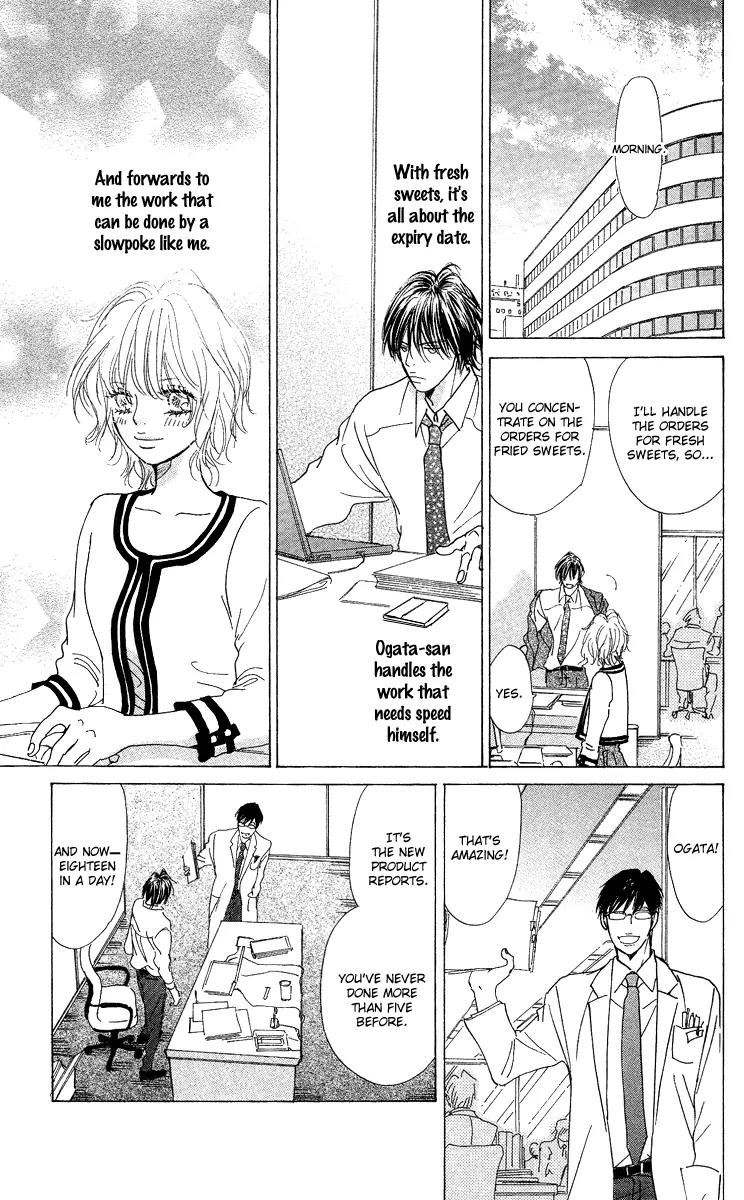 MORNING.
I'LL HANDLE
THE ORDERS
FOR FRESH
SWEETS, SO...
YOU CONCEN-
TRATE ON THE
ORDERS FOR
FRIED SWEETS.
YES.
With fresh
sweets, it's
all about the
expiry date.
Ogata-san
handles the
work that
needs speed
himself.
And forwards to
me the work that
can be done by a
slowpoke like me.
OGATA!
THAT'S
AMAZING!
IT'S
THE NEW
PRODUCT
REPORTS.
YOU'VE NEVER
DONE MORE
THAN FIVE
BEFORE.
AND NOW—
EIGHTEEN
IN A DAY!